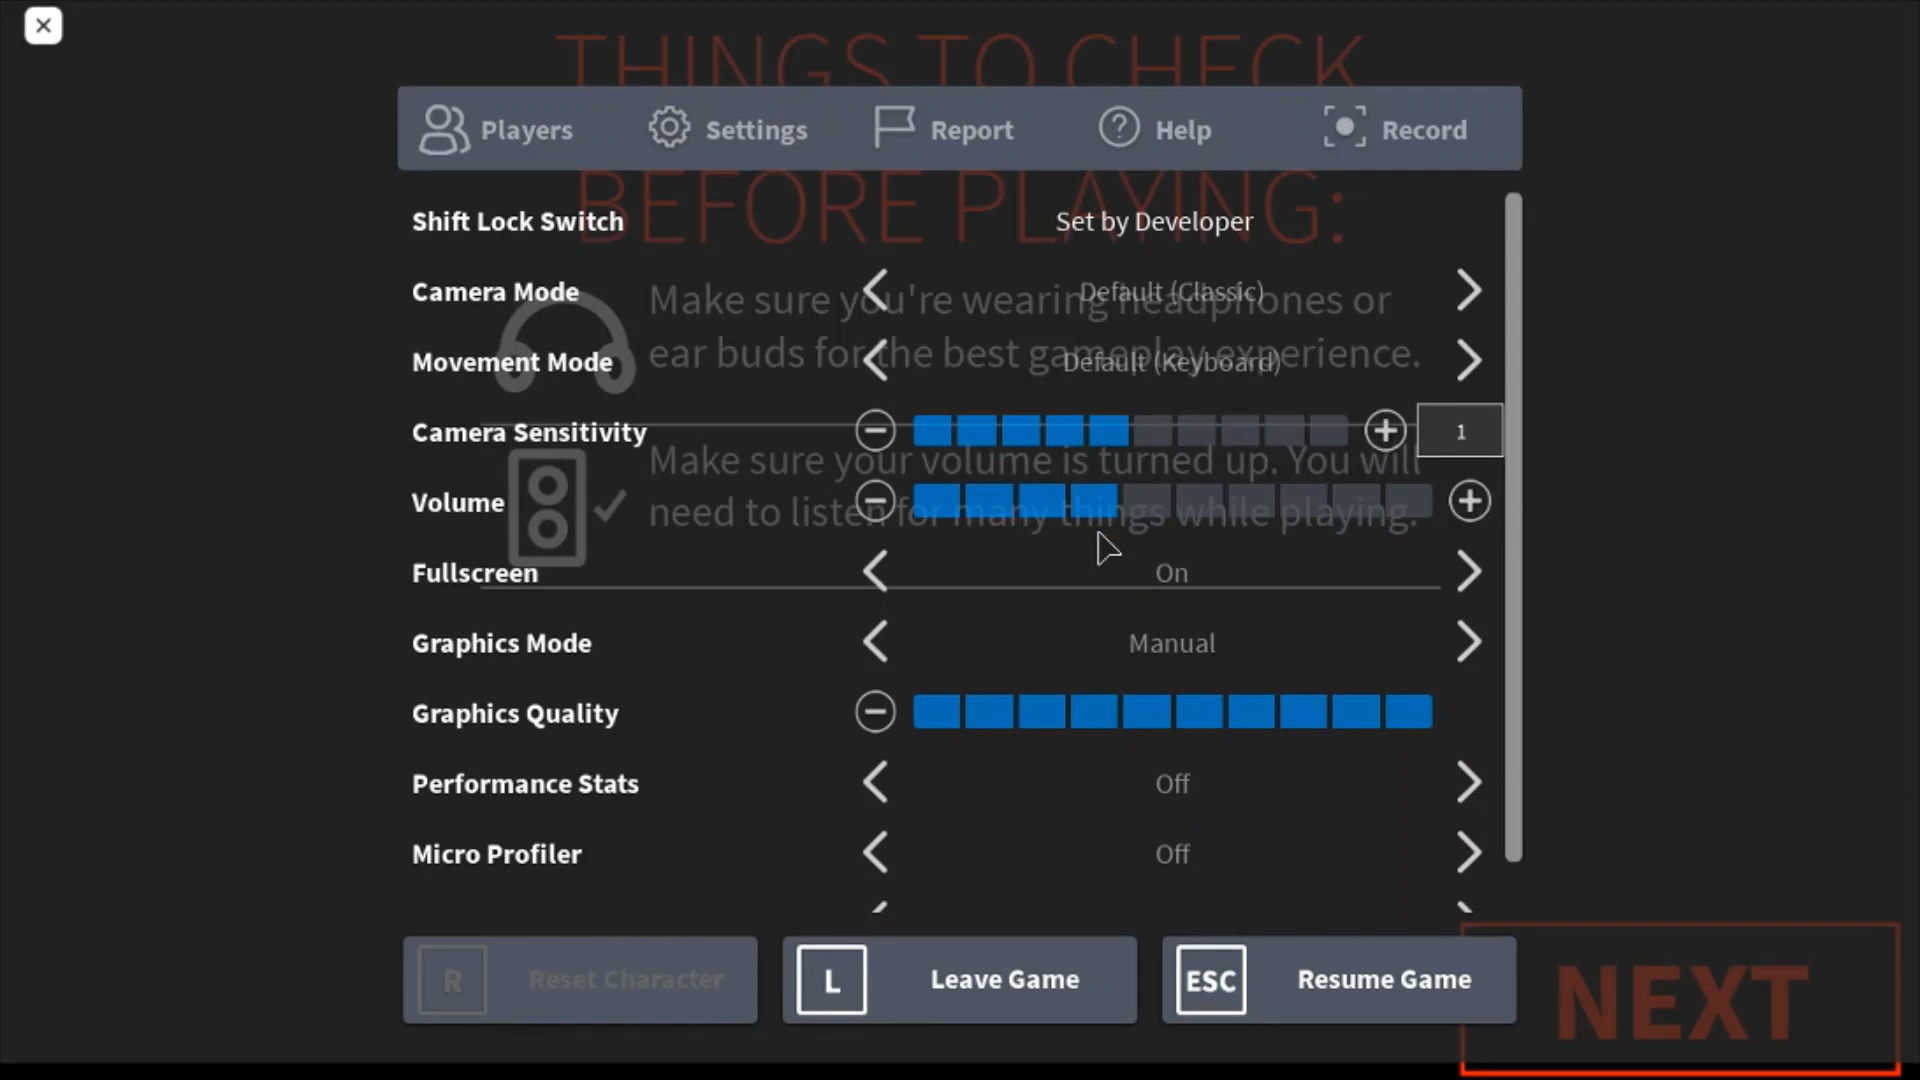 THINGS TO CHECK
Players Settings Report Help Record
BEFORE PLAYING:
Shift Lock Switch Set by Developer
Camera Mode Default (Classic)
Make sure you're wearing headphones or
ear buds for the best gameplay experience.
Movement Mode Default (Keyboard)
Camera Sensitivity 1
Make sure your volume is turned up. You will
need to listen for many things while playing.
Volume
Fullscreen On
Graphics Mode Manual
Graphics Quality
Performance Stats Off
Micro Profiler Off
R Reset Character L Leave Game ESC Resume Game
NEXT